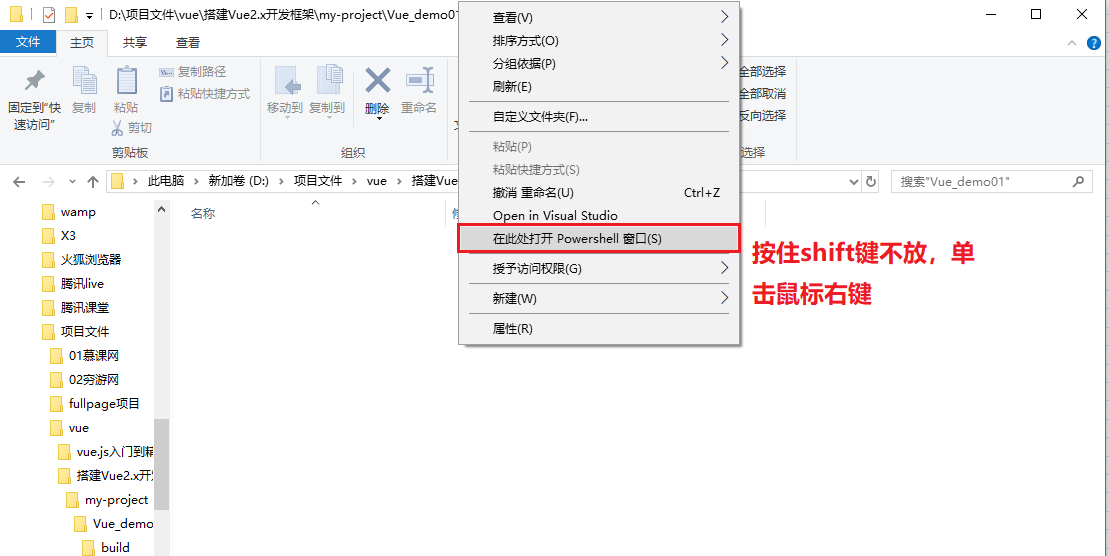 D:\项目文件\vue\搭建Vue2.x开发框架\my-project\Vue_demo01
文件 主页 共享 查看
固定到"快速访问"
复制
粘贴
复制路径
粘贴快捷方式
剪切
剪贴板
移动到 复制到 删除 重命名
组织
全部选择
全部取消
反向选择
选择
此电脑 > 新加卷 (D:) > 项目文件 > vue > 搭建Vue
搜索"Vue_demo01"
名称
wamp
X3
火狐浏览器
腾讯live
腾讯课堂
项目文件
01慕课网
02穷游网
fullpage项目
vue
vue.js入门到精
搭建Vue2.x开发
my-project
Vue_demo
build
查看(V)
排序方式(O)
分组依据(P)
刷新(E)
自定义文件夹(F)...
粘贴(P)
粘贴快捷方式(S)
撤消 重命名(U) Ctrl+Z
Open in Visual Studio
在此处打开 Powershell 窗口(S)
授予访问权限(G)
新建(W)
属性(R)
按住shift键不放，单
击鼠标右键